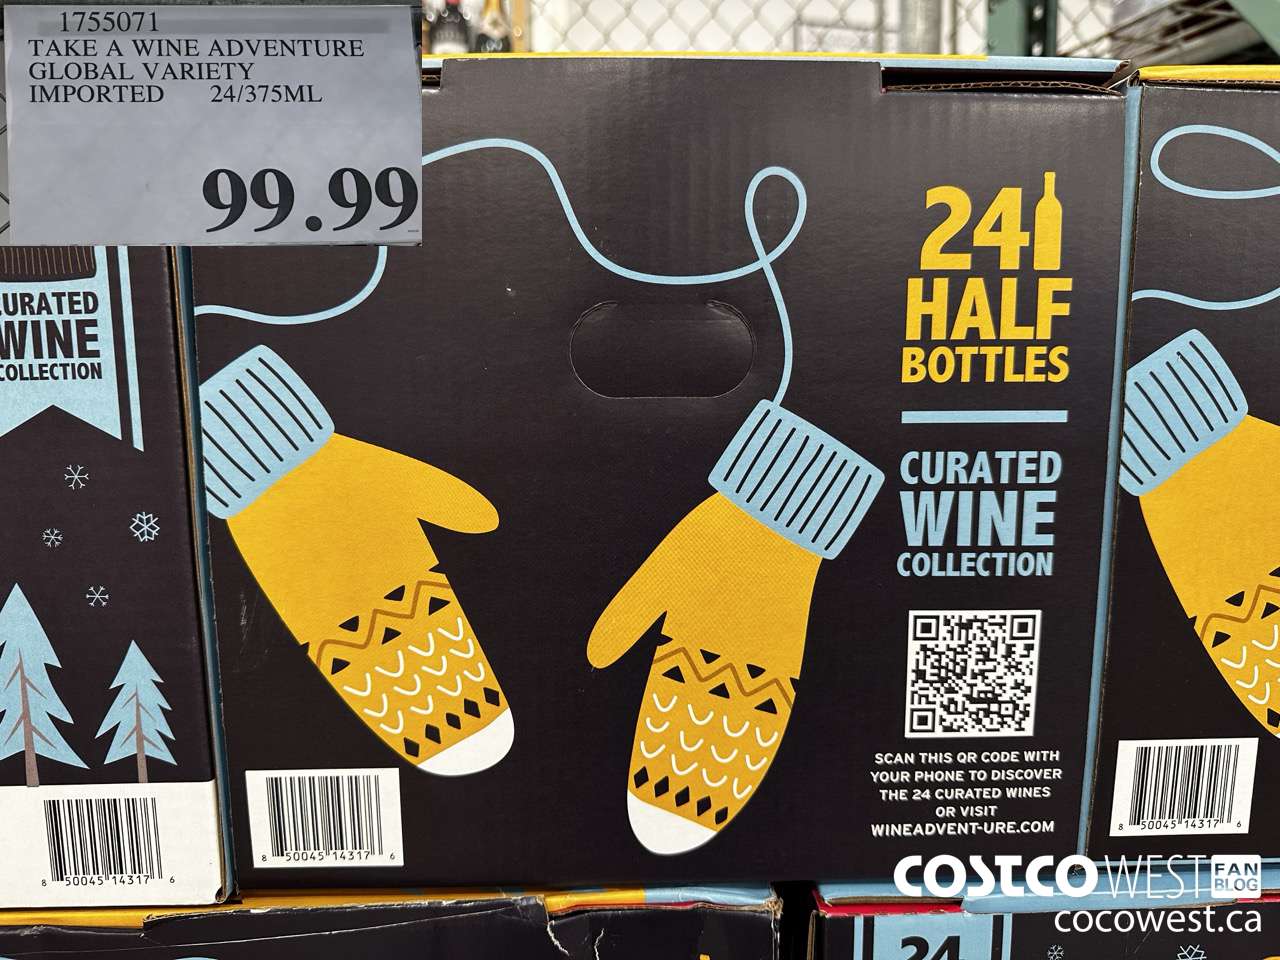 1755071
TAKE A WINE ADVENTURE
GLOBAL VARIETY
IMPORTED 24/375ML
99.99
CURATED
WINE
COLLECTION
24
HALF
BOTTLES
CURATED
WINE
COLLECTION
SCAN THIS QR CODE WITH
YOUR PHONE TO DISCOVER
THE 24 CURATED WINES
OR VISIT
WINEADVENT-URE.COM
8 50045 14317 6
8 50045 14317 6
8 50045 14317 6
COSTCO WEST FAN BLOG
cocowest.ca
24